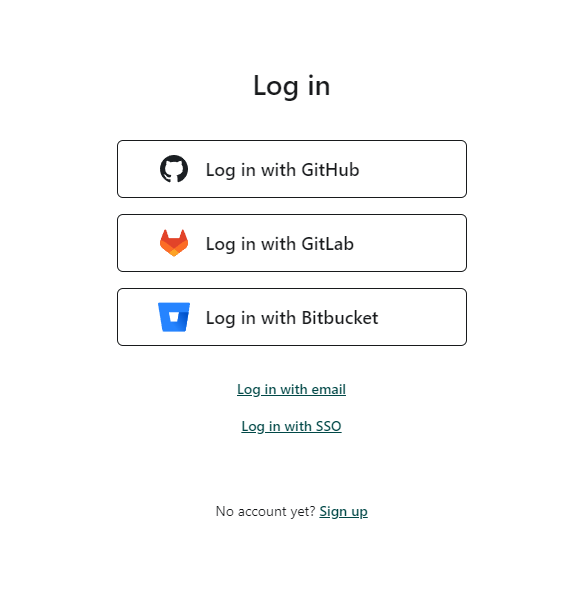 Log in
Log in with GitHub
Log in with GitLab
Log in with Bitbucket
Log in with email
Log in with SSO
No account yet? Sign up